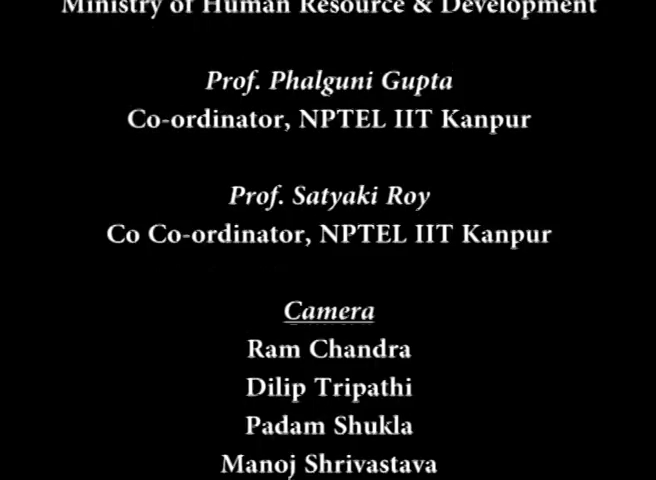 Ministry of Human Resource & Development
Prof. Phalguni Gupta
Co-ordinator, NPTEL IIT Kanpur
Prof. Satyaki Roy
Co Co-ordinator, NPTEL IIT Kanpur
Camera
Ram Chandra
Dilip Tripathi
Padam Shukla
Manoj Shrivastava